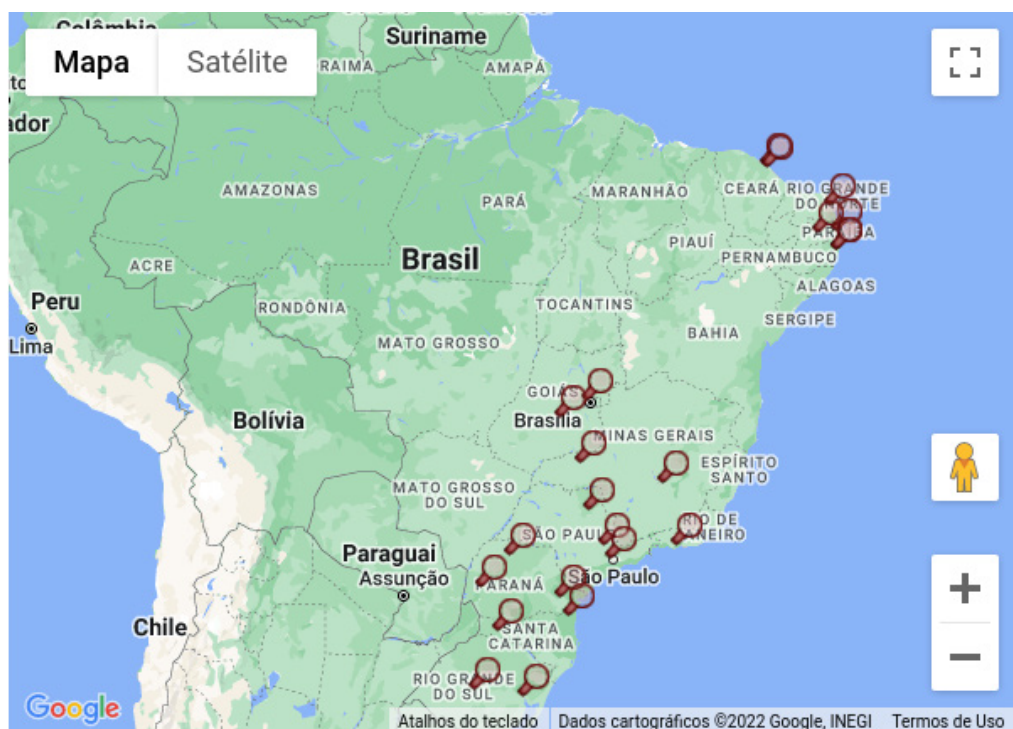 Colômbia
Suriname
Mapa
Satélite
RAIMA
AMAPÁ
ador
AMAZONAS
PARÁ
MARANHÃO
CEARÁ
RIO GRANDE
DO NORTE
PARAÍBA
PIAUÍ
PERNAMBUCO
Brasil
ACRE
ALAGOAS
RONDÔNIA
TOCANTINS
SERGIPE
Peru
Lima
MATO GROSSO
BAHIA
GOIÁS
Brasília
Bolívia
MINAS GERAIS
ESPÍRITO
SANTO
MATO GROSSO
DO SUL
SÃO PAUL
RIO DE
NEIRO
Paraguai
Assunção
São Paulo
PARANÁ
Chile
SANTA
CATARINA
RIO GRANDE
DO SUL
Google
Atalhos do teclado
Dados cartográficos ©2022 Google, INEGI
Termos de Uso